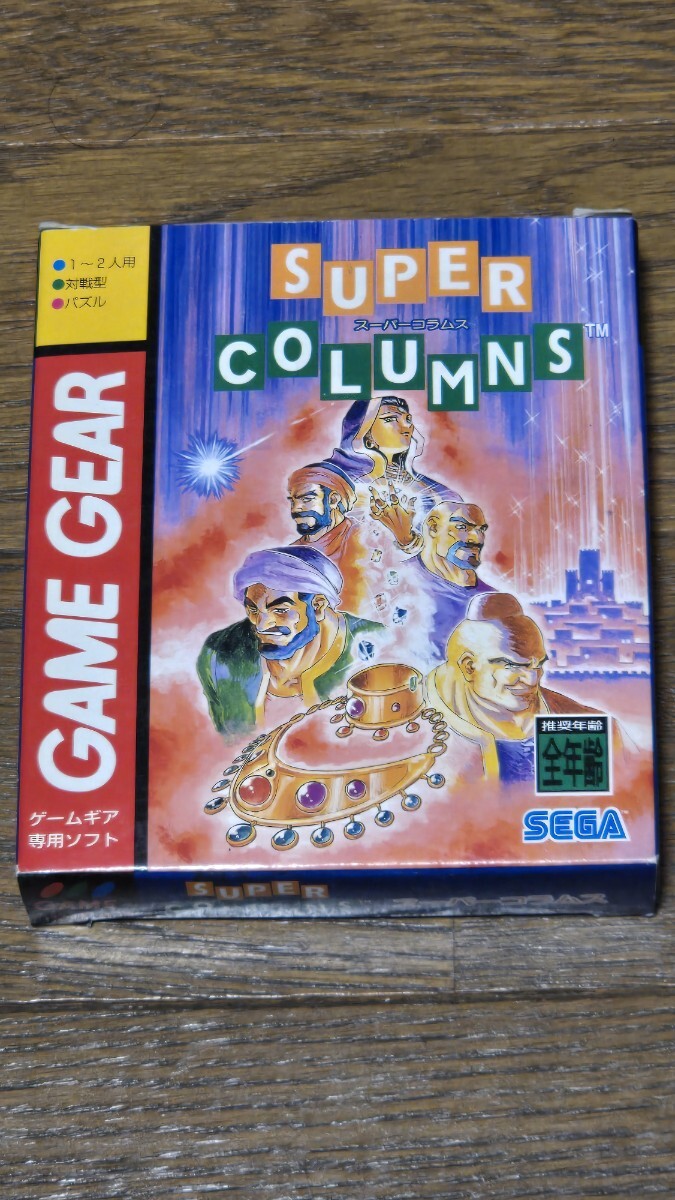 ●1～2人用
●対戦型
●パズル
SUPER
スーパーコラムス
COLUMNS™
GAME GEAR
ゲームギア
専用ソフト
推奨年齢
全年齢
SEGA
GAME
SUPER
COLUMNS
スーパーコラムス